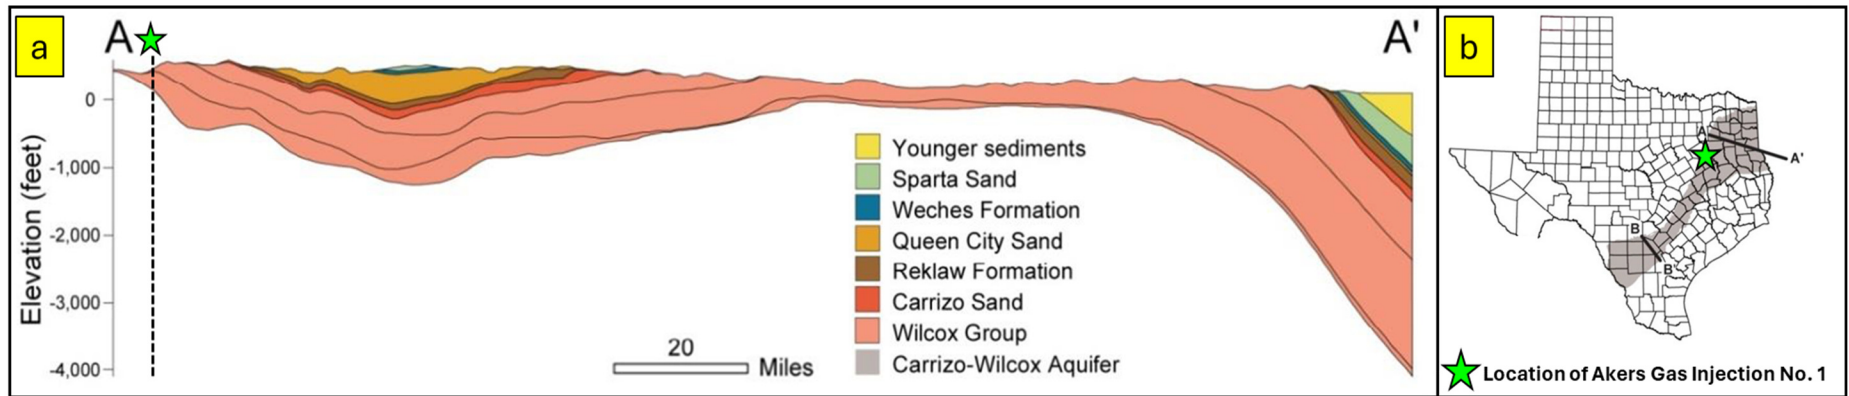 a
A
A'
Elevation (feet)
0
-1,000
-2,000
-3,000
-4,000
20
Miles
Younger sediments
Sparta Sand
Weches Formation
Queen City Sand
Reklaw Formation
Carrizo Sand
Wilcox Group
Carrizo-Wilcox Aquifer
b
A
A'
B
B'
Location of Akers Gas Injection No. 1